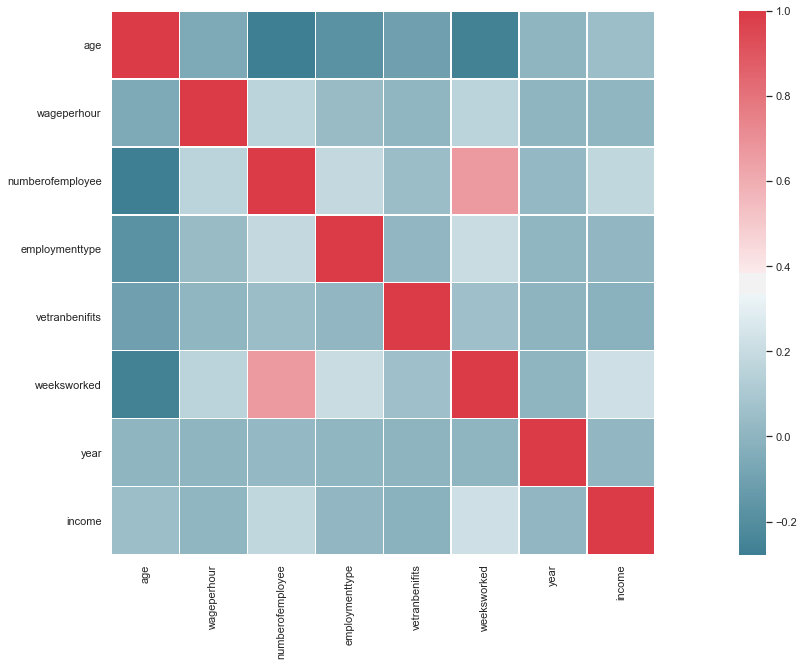 age
wageperhour
numberofemployee
employmenttype
vetranbenifits
weeksworked
year
income
age
wageperhour
numberofemployee
employmenttype
vetranbenifits
weeksworked
year
income
1.0
0.8
0.6
0.4
0.2
0.0
−0.2